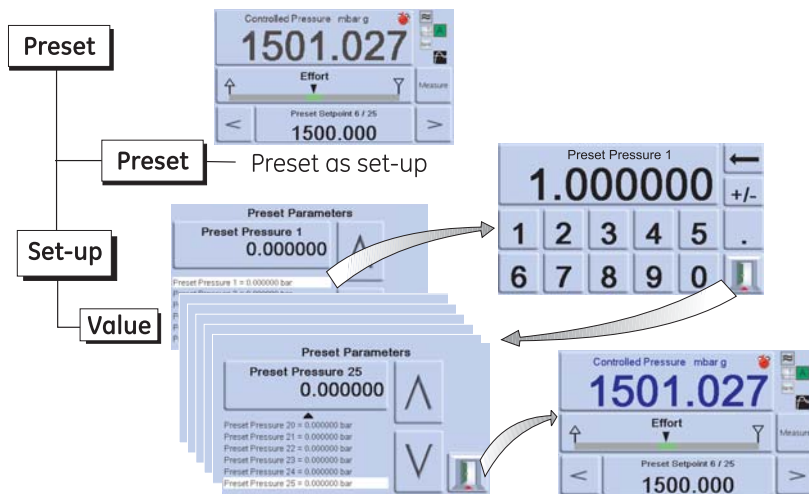 Preset
Controlled Pressure mbar g
1501.027
Effort
Measure
Preset Setpoint 6 / 25
< 1500.000 >
Preset
Preset as set-up
Set-up
Value
Preset Parameters
Preset Pressure 1
0.000000
Preset Pressure 1 = 0.000000 bar
Preset Pressure 1
1.000000
+/-
1 2 3 4 5 .
6 7 8 9 0
Preset Parameters
Preset Pressure 25
0.000000
Preset Pressure 20 = 0.000000 bar
Preset Pressure 21 = 0.000000 bar
Preset Pressure 22 = 0.000000 bar
Preset Pressure 23 = 0.000000 bar
Preset Pressure 24 = 0.000000 bar
Preset Pressure 25 = 0.000000 bar
Controlled Pressure mbar g
1501.027
Effort
Measure
Preset Setpoint 6 / 25
< 1500.000 >